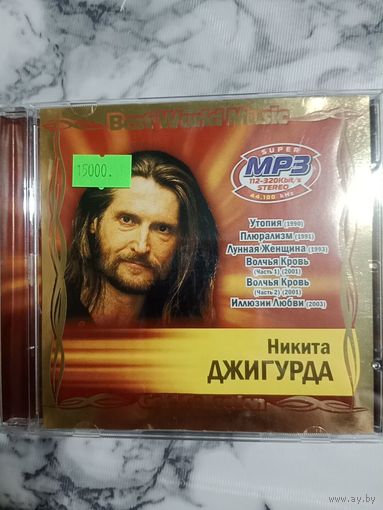 Best World Music
15000.
SUPER
MP3
112-320Kbit/s
STEREO
44.100 kHz
Утопия (1990)
Плюрализм (1991)
Лунная Женщина (1993)
Волчья Кровь
(Часть 1) (2001)
Волчья Кровь
(Часть 2) (2001)
Иллюзии Любви (2003)
Никита
ДЖИГУРДА
www.ay.by